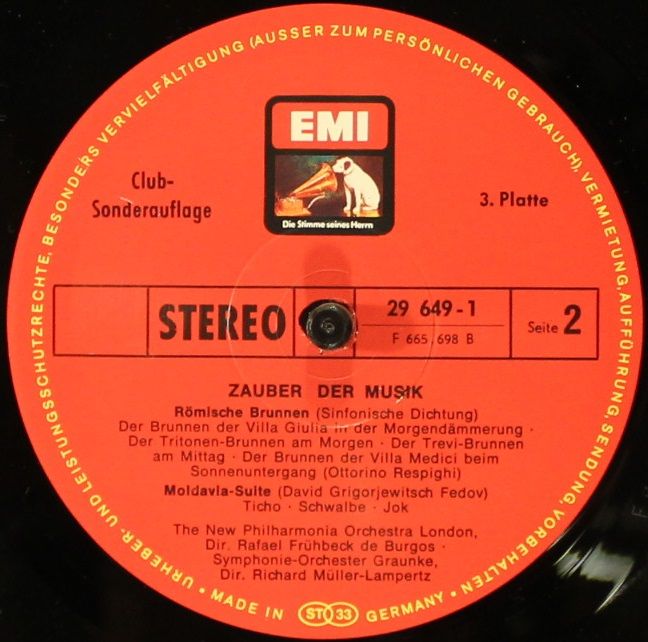 URHEBER- UND LEISTUNGSSCHUTZRECHTE, BESONDERS VERVIELFÄLTIGUNG (AUSSER ZUM PERSÖNLICHEN GEBRAUCH), VERMIETUNG, AUFFÜHRUNG, SENDUNG, VORBEHALTEN •
EMI
Die Stimme seines Herrn
Club-
Sonderauflage
3. Platte
STEREO
29 649-1
F 665.698 B
Seite 2
ZAUBER DER MUSIK
Römische Brunnen (Sinfonische Dichtung)
Der Brunnen der Villa Giulia in der Morgendämmerung ·
Der Tritonen-Brunnen am Morgen · Der Trevi-Brunnen
am Mittag · Der Brunnen der Villa Medici beim
Sonnenuntergang (Ottorino Respighi)
Moldavia-Suite (David Grigorjewitsch Fedov)
Ticho · Schwalbe · Jok
The New Philharmonia Orchestra London,
Dir. Rafael Frühbeck de Burgos ·
Symphonie-Orchester Graunke,
Dir. Richard Müller-Lampertz
• MADE IN ST 33 GERMANY •